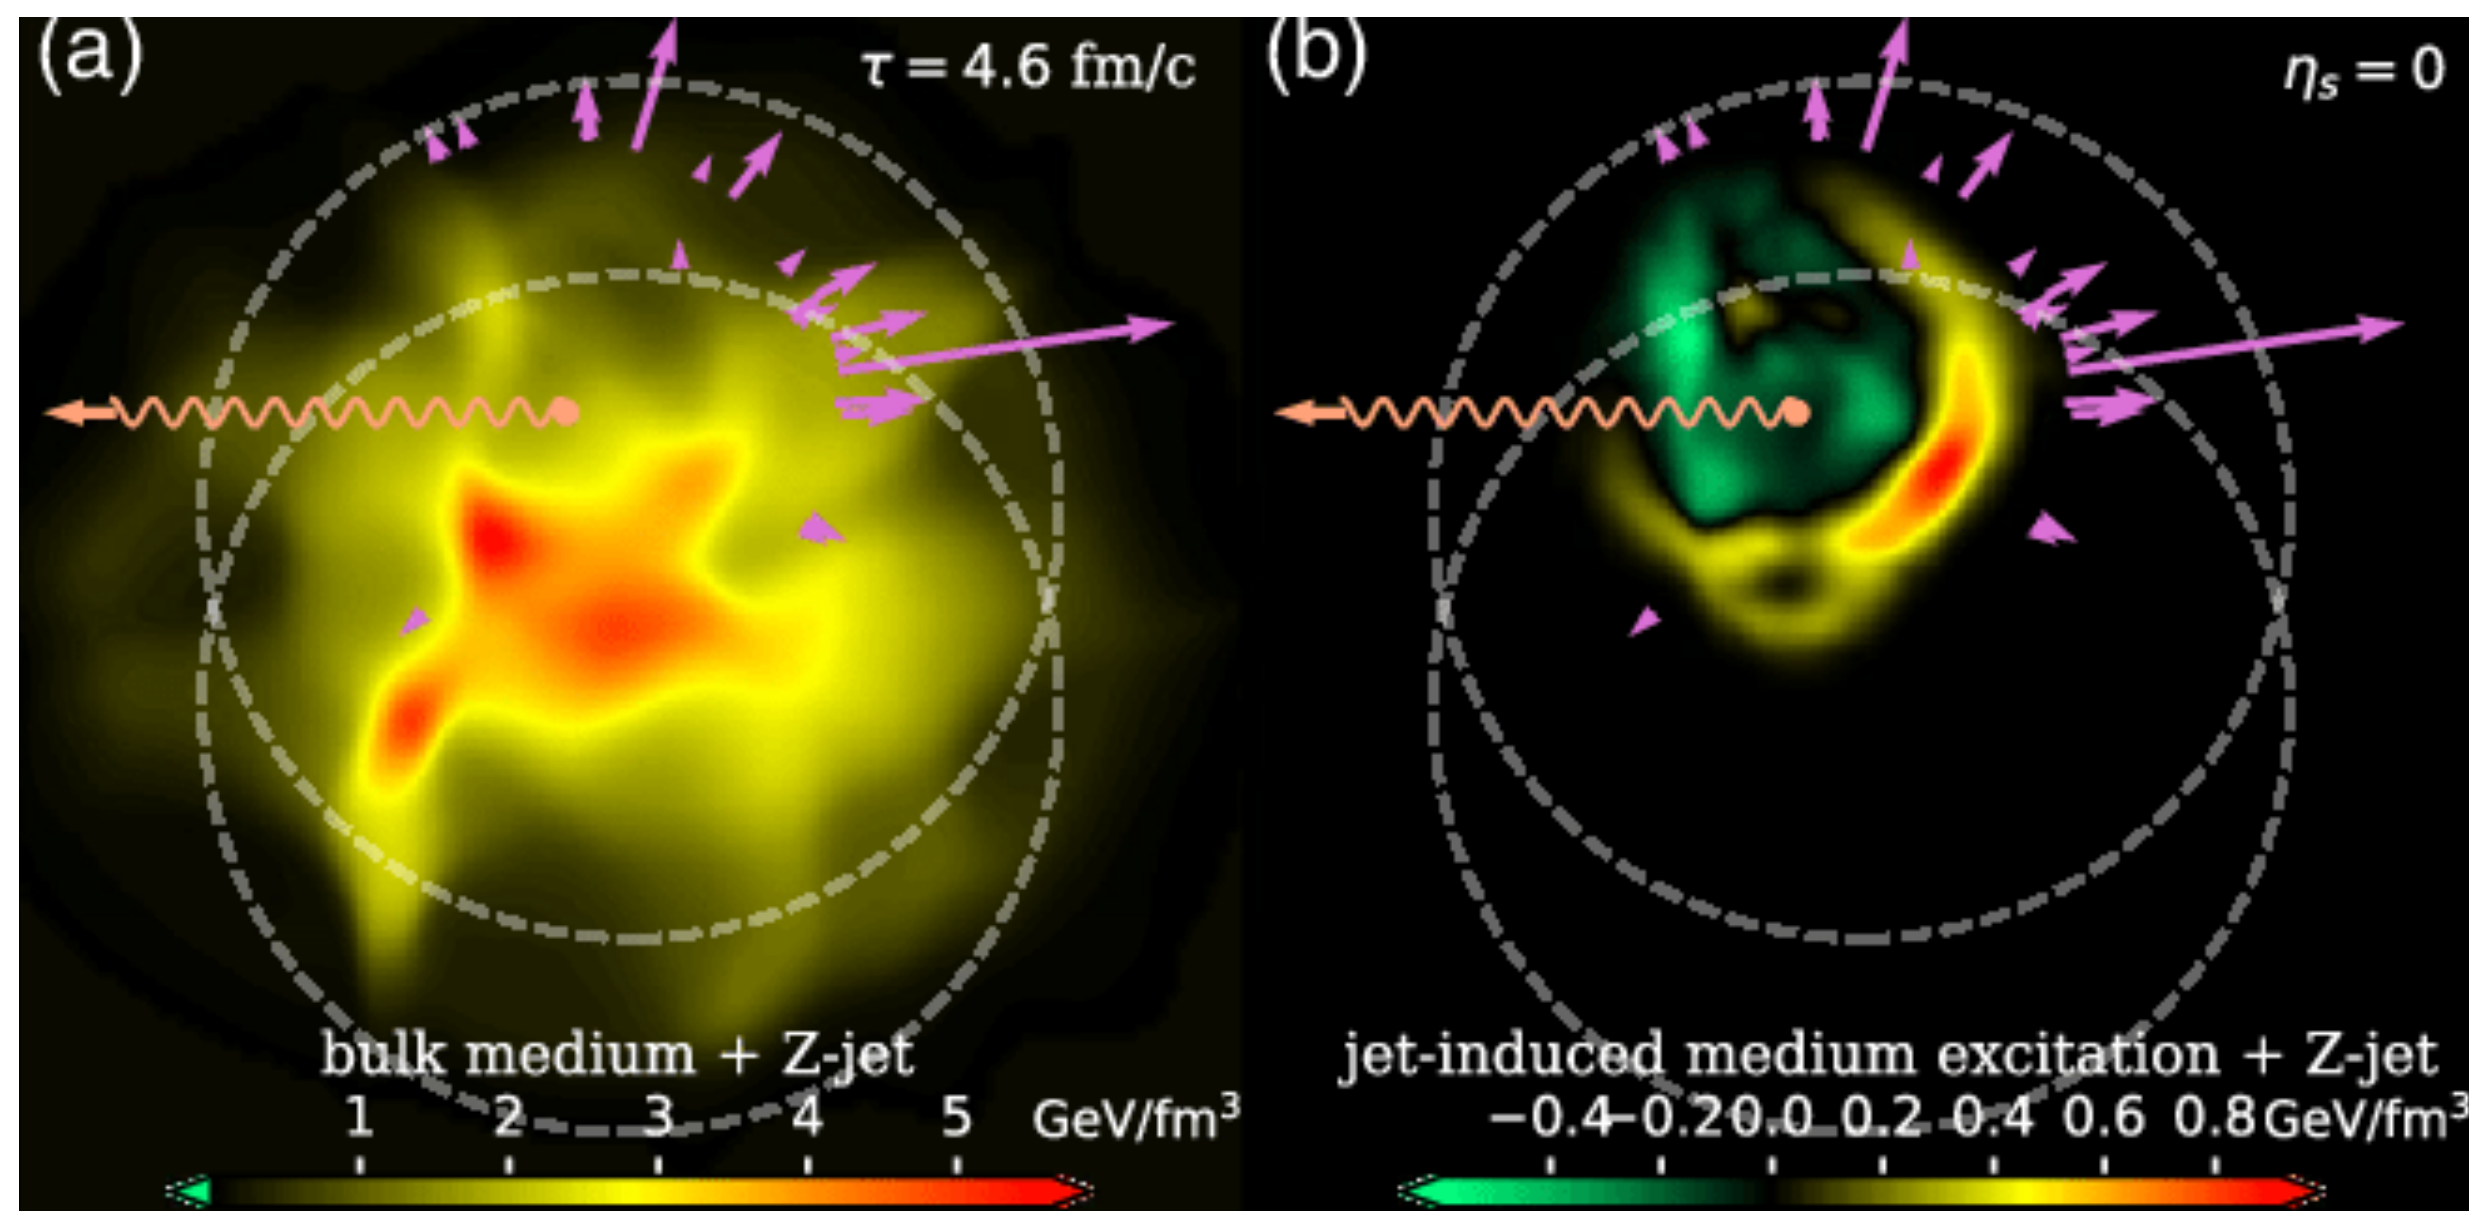 (a)
τ = 4.6 fm/c
bulk medium + Z-jet
1 2 3 4 5 GeV/fm³
(b)
ηₛ = 0
jet-induced medium excitation + Z-jet
−0.4 −0.2 0.0 0.2 0.4 0.6 0.8 GeV/fm³